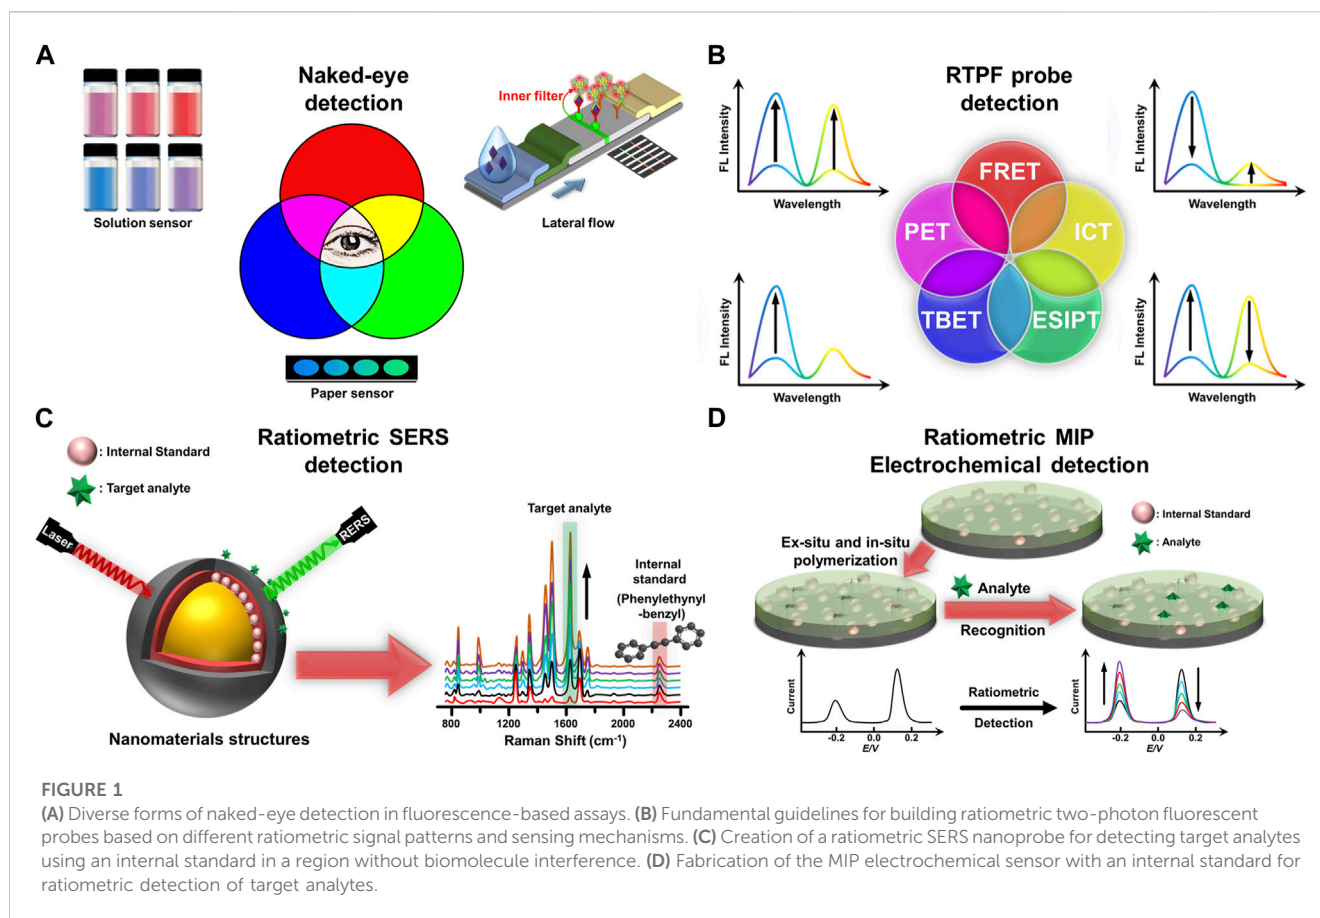 A
Naked-eye
detection
Solution sensor
Inner filter
Lateral flow
Paper sensor
B
RTPF probe
detection
FL Intensity
Wavelength
FL Intensity
Wavelength
FRET
PET
ICT
TBET
ESIPT
FL Intensity
Wavelength
FL Intensity
Wavelength
C
Ratiometric SERS
detection
: Internal Standard
: Target analyte
Laser
RERS
Nanomaterials structures
Target analyte
Internal
standard
(Phenylethynyl
-benzyl)
800 1200 1600 2000 2400
Raman Shift (cm-1)
D
Ratiometric MIP
Electrochemical detection
: Internal Standard
: Analyte
Ex-situ and in-situ
polymerization
Analyte
Recognition
Current
-0.2 0.0 0.2
E/V
Ratiometric
Detection
Current
-0.2 0.0 0.2
E/V
FIGURE 1
(A) Diverse forms of naked-eye detection in fluorescence-based assays. (B) Fundamental guidelines for building ratiometric two-photon fluorescent
probes based on different ratiometric signal patterns and sensing mechanisms. (C) Creation of a ratiometric SERS nanoprobe for detecting target analytes
using an internal standard in a region without biomolecule interference. (D) Fabrication of the MIP electrochemical sensor with an internal standard for
ratiometric detection of target analytes.